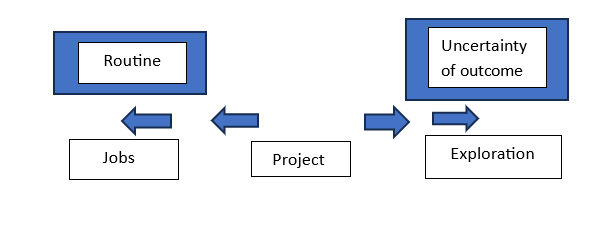 Routine
Uncertainty
of outcome
Jobs
Project
Exploration